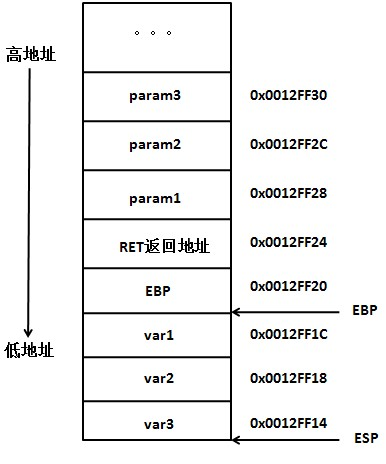 。。。
高地址
param3 0x0012FF30
param2 0x0012FF2C
param1 0x0012FF28
RET返回地址 0x0012FF24
EBP 0x0012FF20
EBP
var1 0x0012FF1C
低地址
var2 0x0012FF18
var3 0x0012FF14
ESP